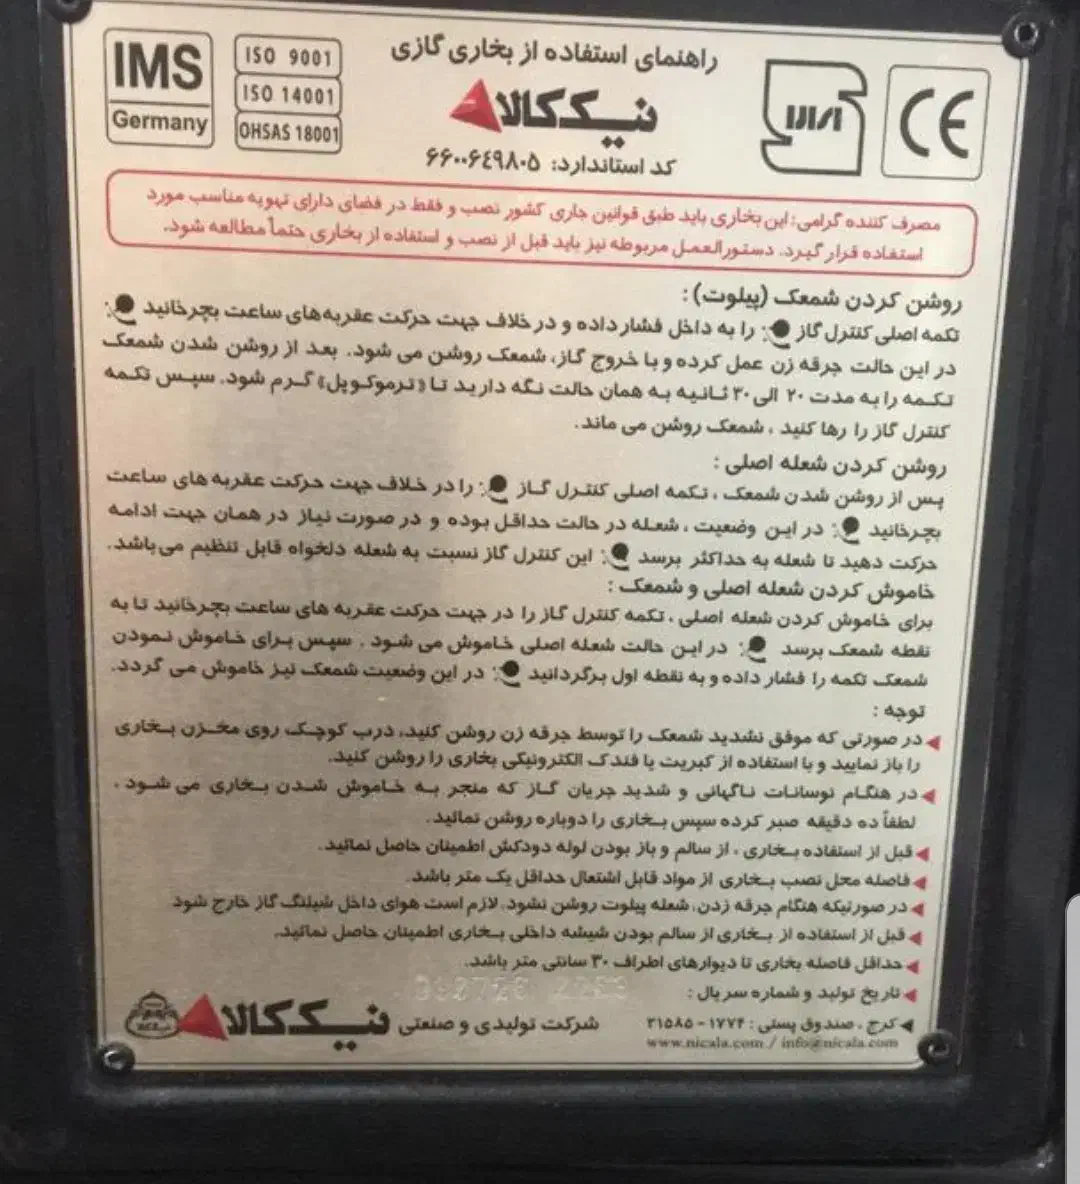 IMS
Germany
ISO 9001
ISO 14001
OHSAS 18001
راهنمای استفاده از بخاری گازی
نیک کالا
کد استاندارد: ۶۶۰۰۶۴۹۸۰۵
CE
مصرف کننده گرامی: این بخاری باید طبق قوانین جاری کشور نصب و فقط در فضای دارای تهویه مناسب مورد
استفاده قرار گیرد. دستورالعمل مربوطه نیز باید قبل از نصب و استفاده از بخاری حتماً مطالعه شود.
روشن کردن شمعک (پیلوت):
تکمه اصلی کنترل گاز را به داخل فشار داده و در خلاف جهت حرکت عقربه های ساعت بچرخانید
در این حالت جرقه زن عمل کرده و با خروج گاز، شمعک روشن می شود. بعد از روشن شدن شمعک
تکمه را به مدت ۲۰ الی ۳۰ ثانیه به همان حالت نگه دارید تا «ترموکوپل» گرم شود. سپس تکمه
کنترل گاز را رها کنید ، شمعک روشن می ماند.
روشن کردن شعله اصلی :
پس از روشن شدن شمعک ، تکمه اصلی کنترل گاز را در خلاف جهت حرکت عقربه های ساعت
بچرخانید در این وضعیت ، شعله در حالت حداقل بوده و در صورت نیاز در همان جهت ادامه
حرکت دهید تا شعله به حداکثر برسد این کنترل گاز نسبت به شعله دلخواه قابل تنظیم می باشد.
خاموش کردن شعله اصلی و شمعک :
برای خاموش کردن شعله اصلی ، تکمه کنترل گاز را در جهت حرکت عقربه های ساعت بچرخانید تا به
نقطه شمعک برسد در این حالت شعله اصلی خاموش می شود . سپس برای خاموش نمودن
شمعک تکمه را فشار داده و به نقطه اول برگردانید در این وضعیت شمعک نیز خاموش می گردد.
توجه :
در صورتی که موفق نشدید شمعک را توسط جرقه زن روشن کنید، درب کوچک روی مخزن بخاری
را باز نمایید و با استفاده از کبریت یا فندک الکترونیکی بخاری را روشن کنید.
در هنگام نوسانات ناگهانی و شدید جریان گاز که منجر به خاموش شدن بخاری می شود ،
لطفاً ده دقیقه صبر کرده سپس بخاری را دوباره روشن نمائید.
قبل از استفاده بخاری ، از سالم و باز بودن لوله دودکش اطمینان حاصل نمائید.
فاصله محل نصب بخاری از مواد قابل اشتعال حداقل یک متر باشد.
در صورتیکه هنگام جرقه زدن، شعله پیلوت روشن نشود، لازم است هوای داخل شیلنگ گاز خارج شود
قبل از استفاده از بخاری از سالم بودن شیشه داخلی بخاری اطمینان حاصل نمائید.
حداقل فاصله بخاری تا دیوارهای اطراف ۳۰ سانتی متر باشد.
تاریخ تولید و شماره سریال :
کرج ، صندوق پستی : ۱۷۷۴ - ۳۱۵۸۵
شرکت تولیدی و صنعتی نیک کالا
www.nicala.com / info@nicala.com